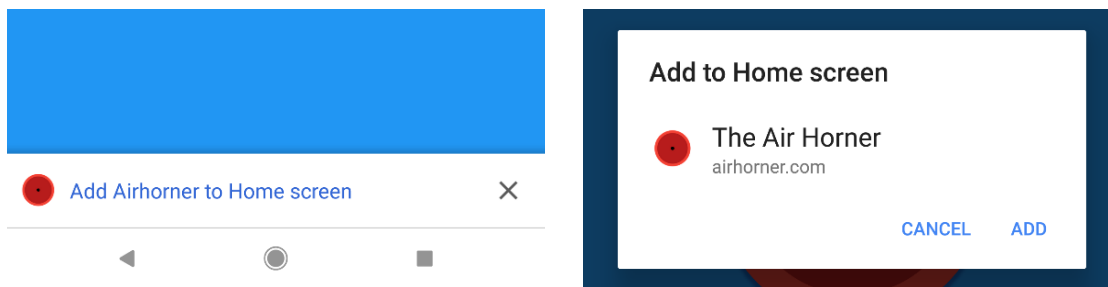 Add Airhorner to Home screen
Add to Home screen
The Air Horner
airhorner.com
CANCEL ADD